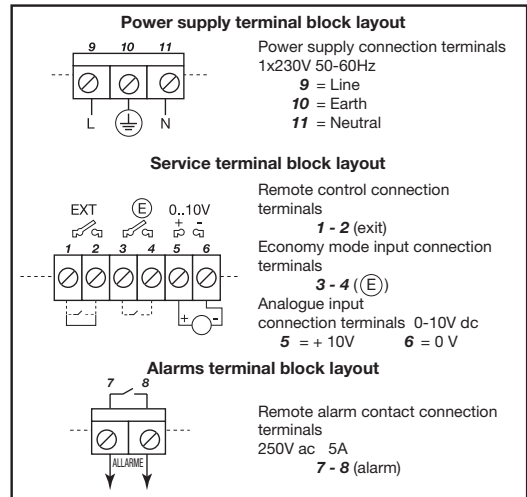 Power supply terminal block layout
9 10 11
L N
Power supply connection terminals
1x230V 50-60Hz
9 = Line
10 = Earth
11 = Neutral
Service terminal block layout
EXT E 0..10V
+ -
1 2 3 4 5 6
+ -
Remote control connection
terminals
1 - 2 (exit)
Economy mode input connection
terminals
3 - 4 (E)
Analogue input
connection terminals 0-10V dc
5 = + 10V 6 = 0 V
Alarms terminal block layout
7 8
ALLARME
Remote alarm contact connection
terminals
250V ac 5A
7 - 8 (alarm)